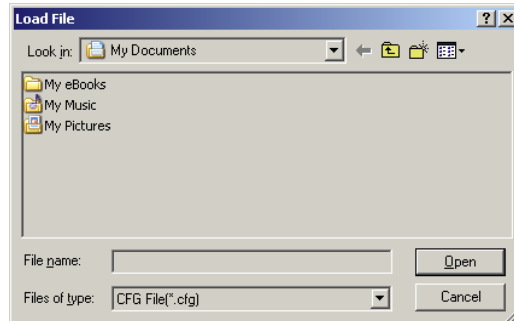 Load File
Look in: My Documents
My eBooks
My Music
My Pictures
File name: Open
Files of type: CFG File(*.cfg) Cancel